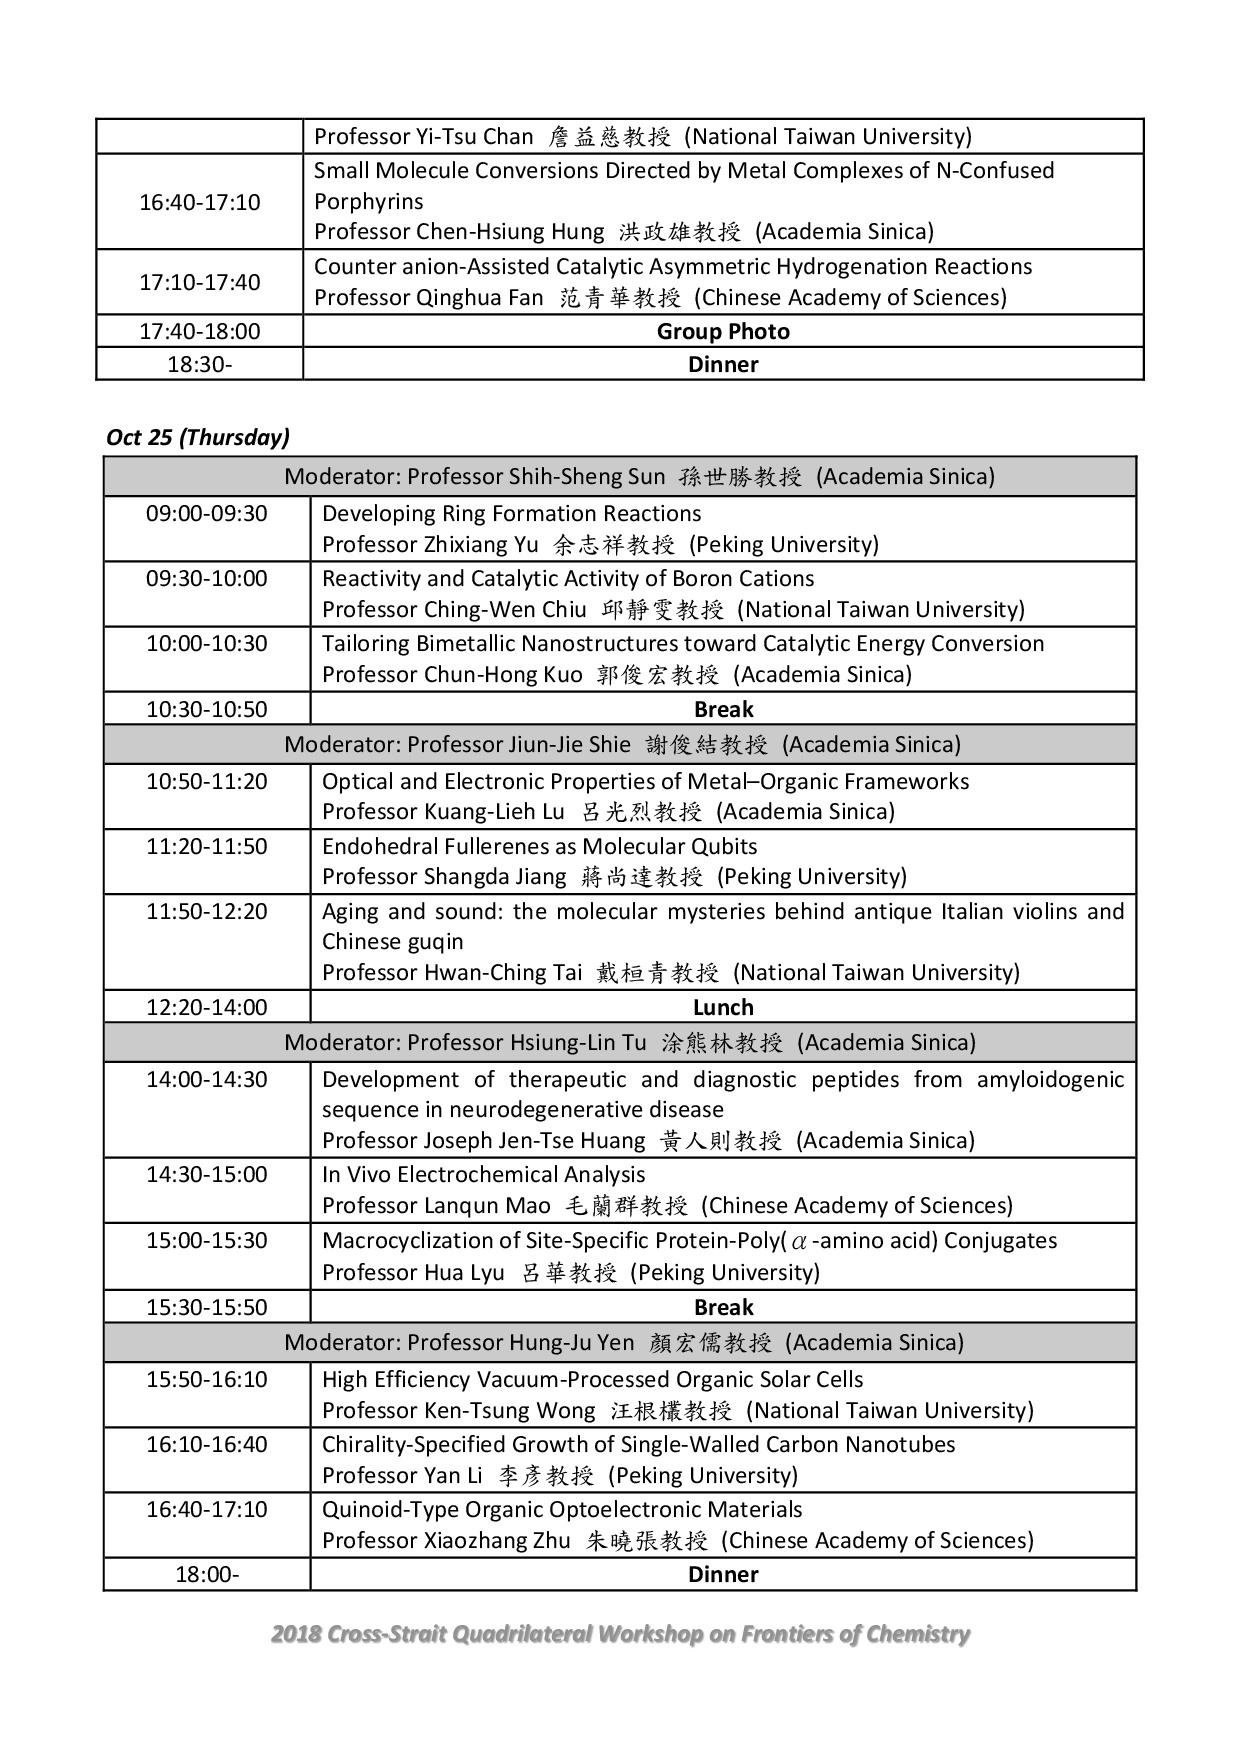 Professor Yi-Tsu Chan 詹益慈教授 (National Taiwan University)
16:40-17:10
Small Molecule Conversions Directed by Metal Complexes of N-Confused
Porphyrins
Professor Chen-Hsiung Hung 洪政雄教授 (Academia Sinica)
17:10-17:40
Counter anion-Assisted Catalytic Asymmetric Hydrogenation Reactions
Professor Qinghua Fan 范青華教授 (Chinese Academy of Sciences)
17:40-18:00 Group Photo
18:30- Dinner
Oct 25 (Thursday)
Moderator: Professor Shih-Sheng Sun 孫世勝教授 (Academia Sinica)
09:00-09:30 Developing Ring Formation Reactions
Professor Zhixiang Yu 余志祥教授 (Peking University)
09:30-10:00 Reactivity and Catalytic Activity of Boron Cations
Professor Ching-Wen Chiu 邱靜雯教授 (National Taiwan University)
10:00-10:30 Tailoring Bimetallic Nanostructures toward Catalytic Energy Conversion
Professor Chun-Hong Kuo 郭俊宏教授 (Academia Sinica)
10:30-10:50 Break
Moderator: Professor Jiun-Jie Shie 謝俊結教授 (Academia Sinica)
10:50-11:20 Optical and Electronic Properties of Metal–Organic Frameworks
Professor Kuang-Lieh Lu 呂光烈教授 (Academia Sinica)
11:20-11:50 Endohedral Fullerenes as Molecular Qubits
Professor Shangda Jiang 蔣尚達教授 (Peking University)
11:50-12:20 Aging and sound: the molecular mysteries behind antique Italian violins and
Chinese guqin
Professor Hwan-Ching Tai 戴桓青教授 (National Taiwan University)
12:20-14:00 Lunch
Moderator: Professor Hsiung-Lin Tu 涂熊林教授 (Academia Sinica)
14:00-14:30 Development of therapeutic and diagnostic peptides from amyloidogenic
sequence in neurodegenerative disease
Professor Joseph Jen-Tse Huang 黃人則教授 (Academia Sinica)
14:30-15:00 In Vivo Electrochemical Analysis
Professor Lanqun Mao 毛蘭群教授 (Chinese Academy of Sciences)
15:00-15:30 Macrocyclization of Site-Specific Protein-Poly(α-amino acid) Conjugates
Professor Hua Lyu 呂華教授 (Peking University)
15:30-15:50 Break
Moderator: Professor Hung-Ju Yen 顏宏儒教授 (Academia Sinica)
15:50-16:10 High Efficiency Vacuum-Processed Organic Solar Cells
Professor Ken-Tsung Wong 汪根欉教授 (National Taiwan University)
16:10-16:40 Chirality-Specified Growth of Single-Walled Carbon Nanotubes
Professor Yan Li 李彥教授 (Peking University)
16:40-17:10 Quinoid-Type Organic Optoelectronic Materials
Professor Xiaozhang Zhu 朱曉張教授 (Chinese Academy of Sciences)
18:00- Dinner
2018 Cross-Strait Quadrilateral Workshop on Frontiers of Chemistry